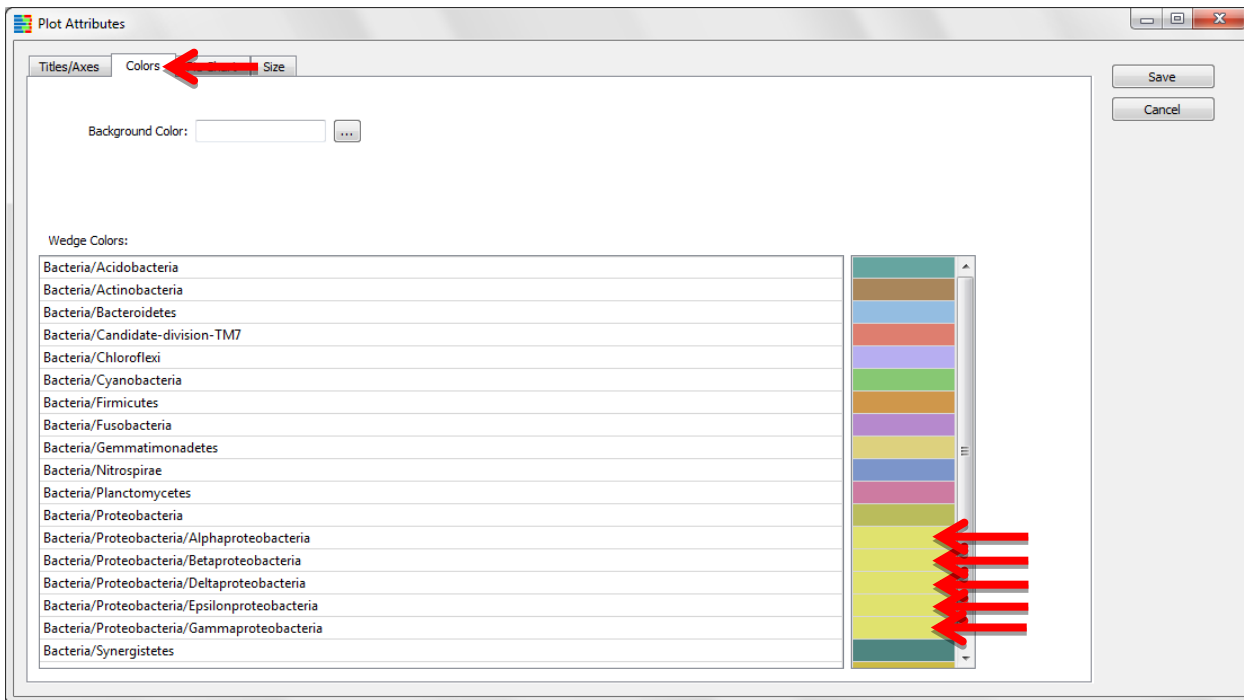 Plot Attributes
Titles/Axes Colors Size
Save
Cancel
Background Color: ...
Wedge Colors:
Bacteria/Acidobacteria
Bacteria/Actinobacteria
Bacteria/Bacteroidetes
Bacteria/Candidate-division-TM7
Bacteria/Chloroflexi
Bacteria/Cyanobacteria
Bacteria/Firmicutes
Bacteria/Fusobacteria
Bacteria/Gemmatimonadetes
Bacteria/Nitrospirae
Bacteria/Planctomycetes
Bacteria/Proteobacteria
Bacteria/Proteobacteria/Alphaproteobacteria
Bacteria/Proteobacteria/Betaproteobacteria
Bacteria/Proteobacteria/Deltaproteobacteria
Bacteria/Proteobacteria/Epsilonproteobacteria
Bacteria/Proteobacteria/Gammaproteobacteria
Bacteria/Synergistetes